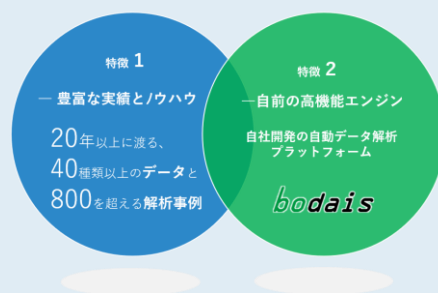 特徴 1
― 豊富な実績とノウハウ
20年以上に渡る、
40種類以上のデータと
800を超える解析事例
特徴 2
―自前の高機能エンジン
自社開発の自動データ解析
プラットフォーム
bodais